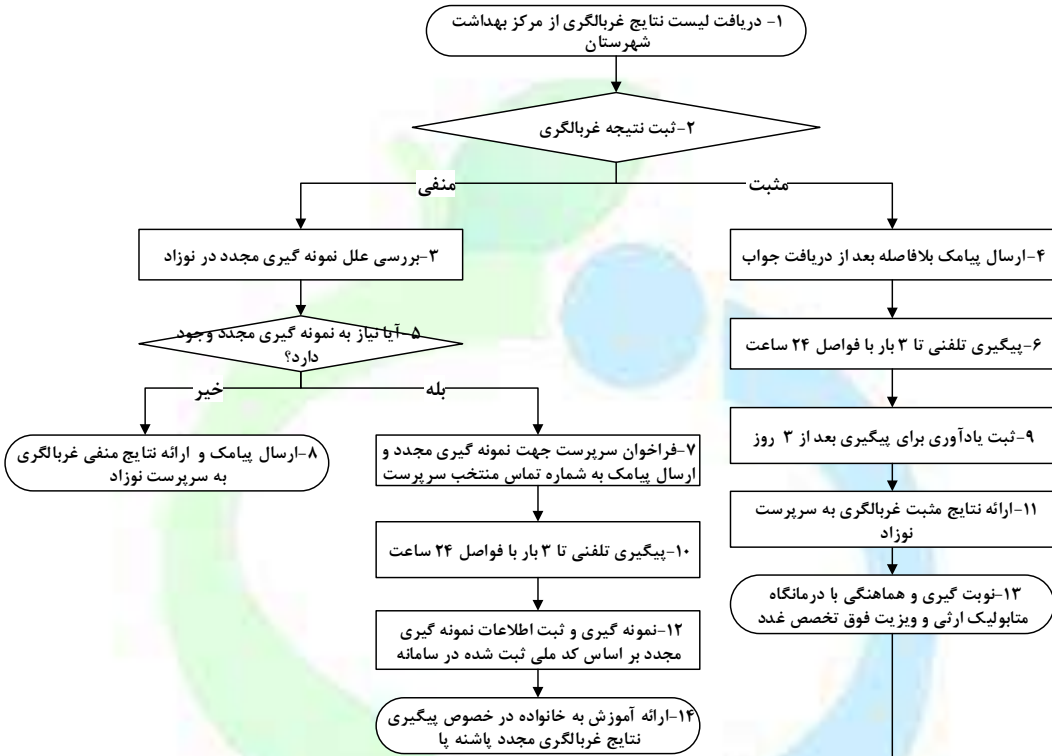 ۱- دریافت لیست نتایج غربالگری از مرکز بهداشت
شهرستان
۲-ثبت نتیجه غربالگری
مثبت
منفی
۴-ارسال پیامک بلافاصله بعد از دریافت جواب
۳-بررسی علل نمونه گیری مجدد در نوزاد
۵-آیا نیاز به نمونه گیری مجدد وجود
دارد؟
۶-پیگیری تلفنی تا ۳ بار با فواصل ۲۴ ساعت
بله
خیر
۹-ثبت یادآوری برای پیگیری بعد از ۳ روز
۷-فراخوان سرپرست جهت نمونه گیری مجدد و
ارسال پیامک به شماره تماس منتخب سرپرست
۸-ارسال پیامک و ارائه نتایج منفی غربالگری
به سرپرست نوزاد
۱۱-ارائه نتایج مثبت غربالگری به سرپرست
نوزاد
۱۰-پیگیری تلفنی تا ۳ بار با فواصل ۲۴ ساعت
۱۳-نوبت گیری و هماهنگی با درمانگاه
متابولیک ارثی و ویزیت فوق تخصص غدد
۱۲-نمونه گیری و ثبت اطلاعات نمونه گیری
مجدد بر اساس کد ملی ثبت شده در سامانه
۱۴-ارائه آموزش به خانواده در خصوص پیگیری
نتایج غربالگری مجدد پاشنه پا